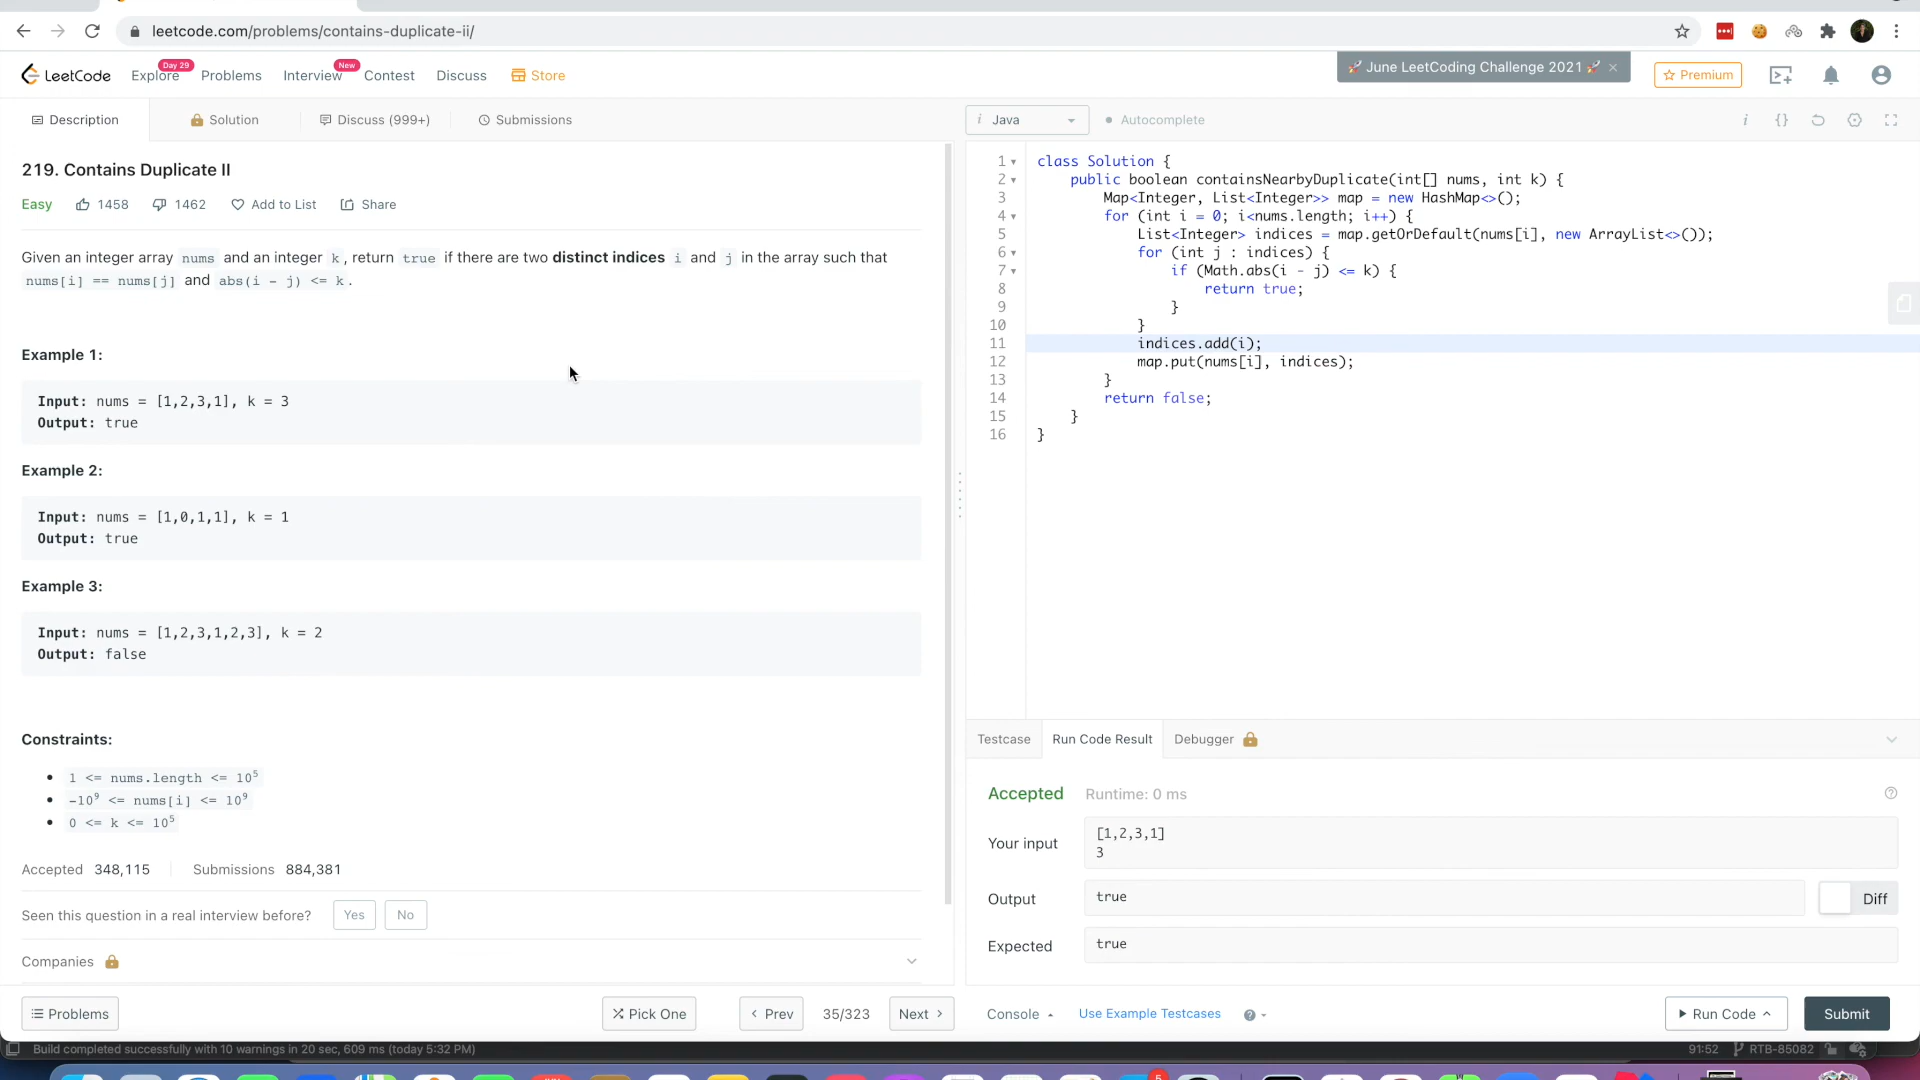 leetcode.com/problems/contains-duplicate-ii/
LeetCode
Explore
Day 29
Problems
Interview
New
Contest
Discuss
Store
🚀 June LeetCoding Challenge 2021 🚀 ×
Premium
Description
Solution
Discuss (999+)
Submissions
i Java
Autocomplete
219. Contains Duplicate II
Easy 1458 1462 Add to List Share
Given an integer array nums and an integer k, return true if there are two distinct indices i and j in the array such that
nums[i] == nums[j] and abs(i - j) <= k.
Example 1:
Input: nums = [1,2,3,1], k = 3
Output: true
Example 2:
Input: nums = [1,0,1,1], k = 1
Output: true
Example 3:
Input: nums = [1,2,3,1,2,3], k = 2
Output: false
Constraints:
1 <= nums.length <= 10⁵
-10⁹ <= nums[i] <= 10⁹
0 <= k <= 10⁵
Accepted 348,115 Submissions 884,381
Seen this question in a real interview before? Yes No
Companies
Problems
Pick One
< Prev
35/323
Next >
1 class Solution {
2 public boolean containsNearbyDuplicate(int[] nums, int k) {
3 Map<Integer, List<Integer>> map = new HashMap<>();
4 for (int i = 0; i<nums.length; i++) {
5 List<Integer> indices = map.getOrDefault(nums[i], new ArrayList<>());
6 for (int j : indices) {
7 if (Math.abs(i - j) <= k) {
8 return true;
9 }
10 }
11 indices.add(i);
12 map.put(nums[i], indices);
13 }
14 return false;
15 }
16 }
Testcase
Run Code Result
Debugger
Accepted Runtime: 0 ms
Your input
[1,2,3,1]
3
Output
true
Diff
Expected
true
Console
Use Example Testcases
Run Code
Submit
Build completed successfully with 10 warnings in 20 sec, 609 ms (today 5:32 PM)
91:52
RTB-85082
5